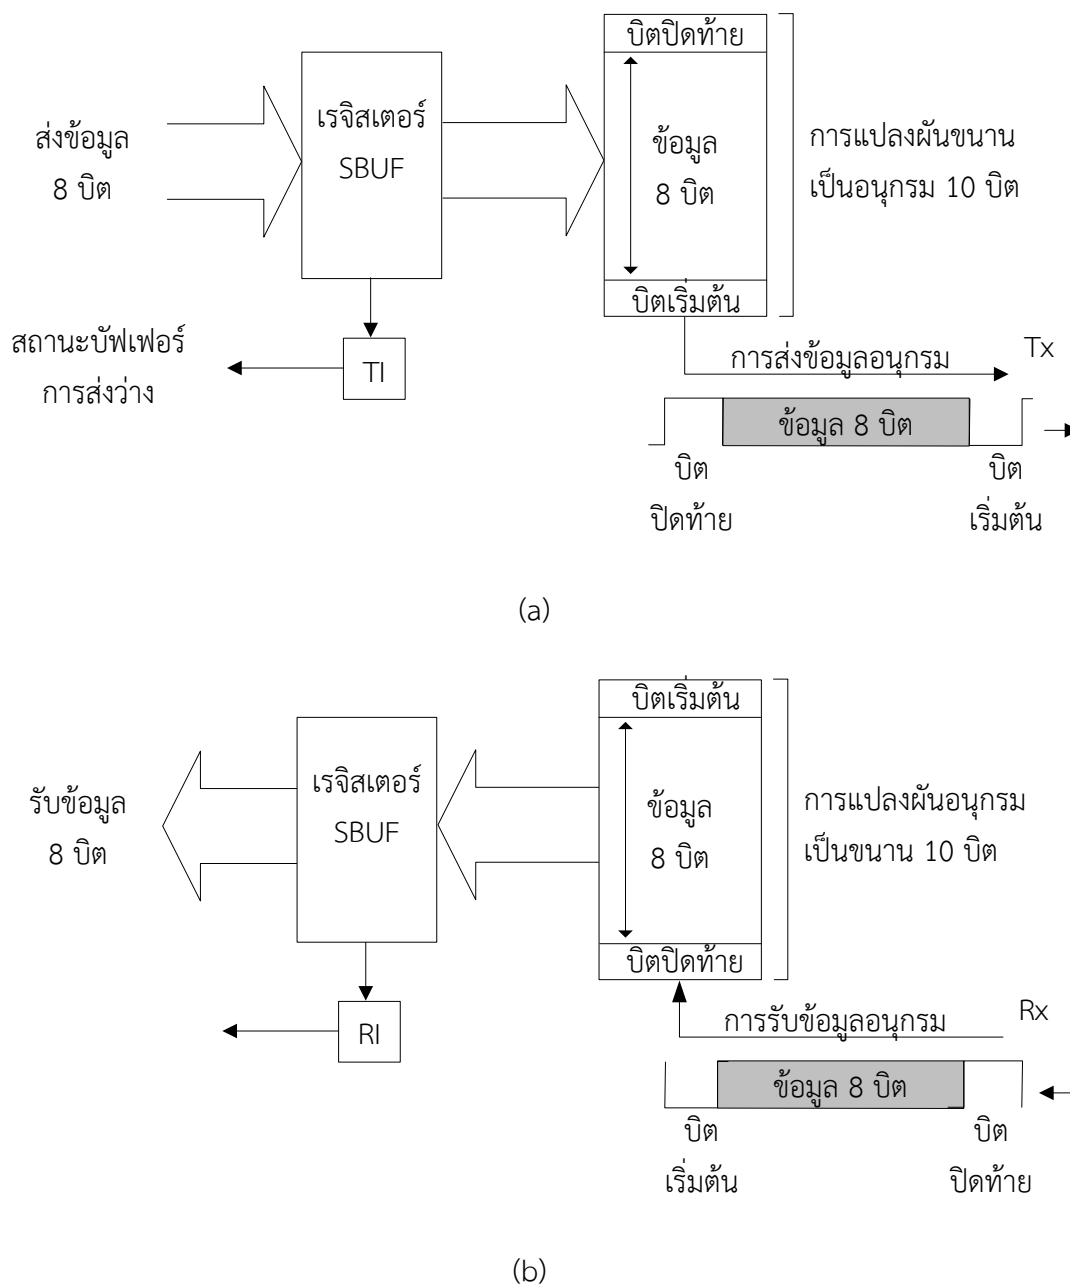 บิตปิดท้าย
เรจิสเตอร์
SBUF
ส่งข้อมูล
8 บิต
ข้อมูล
8 บิต
การแปลงผันขนาน
เป็นอนุกรม 10 บิต
บิตเริ่มต้น
สถานะบัฟเฟอร์
การส่งว่าง
TI
การส่งข้อมูลอนุกรม
Tx
ข้อมูล 8 บิต
บิต
ปิดท้าย
บิต
เริ่มต้น
(a)
บิตเริ่มต้น
เรจิสเตอร์
SBUF
รับข้อมูล
8 บิต
ข้อมูล
8 บิต
การแปลงผันอนุกรม
เป็นขนาน 10 บิต
บิตปิดท้าย
RI
การรับข้อมูลอนุกรม
Rx
ข้อมูล 8 บิต
บิต
เริ่มต้น
บิต
ปิดท้าย
(b)